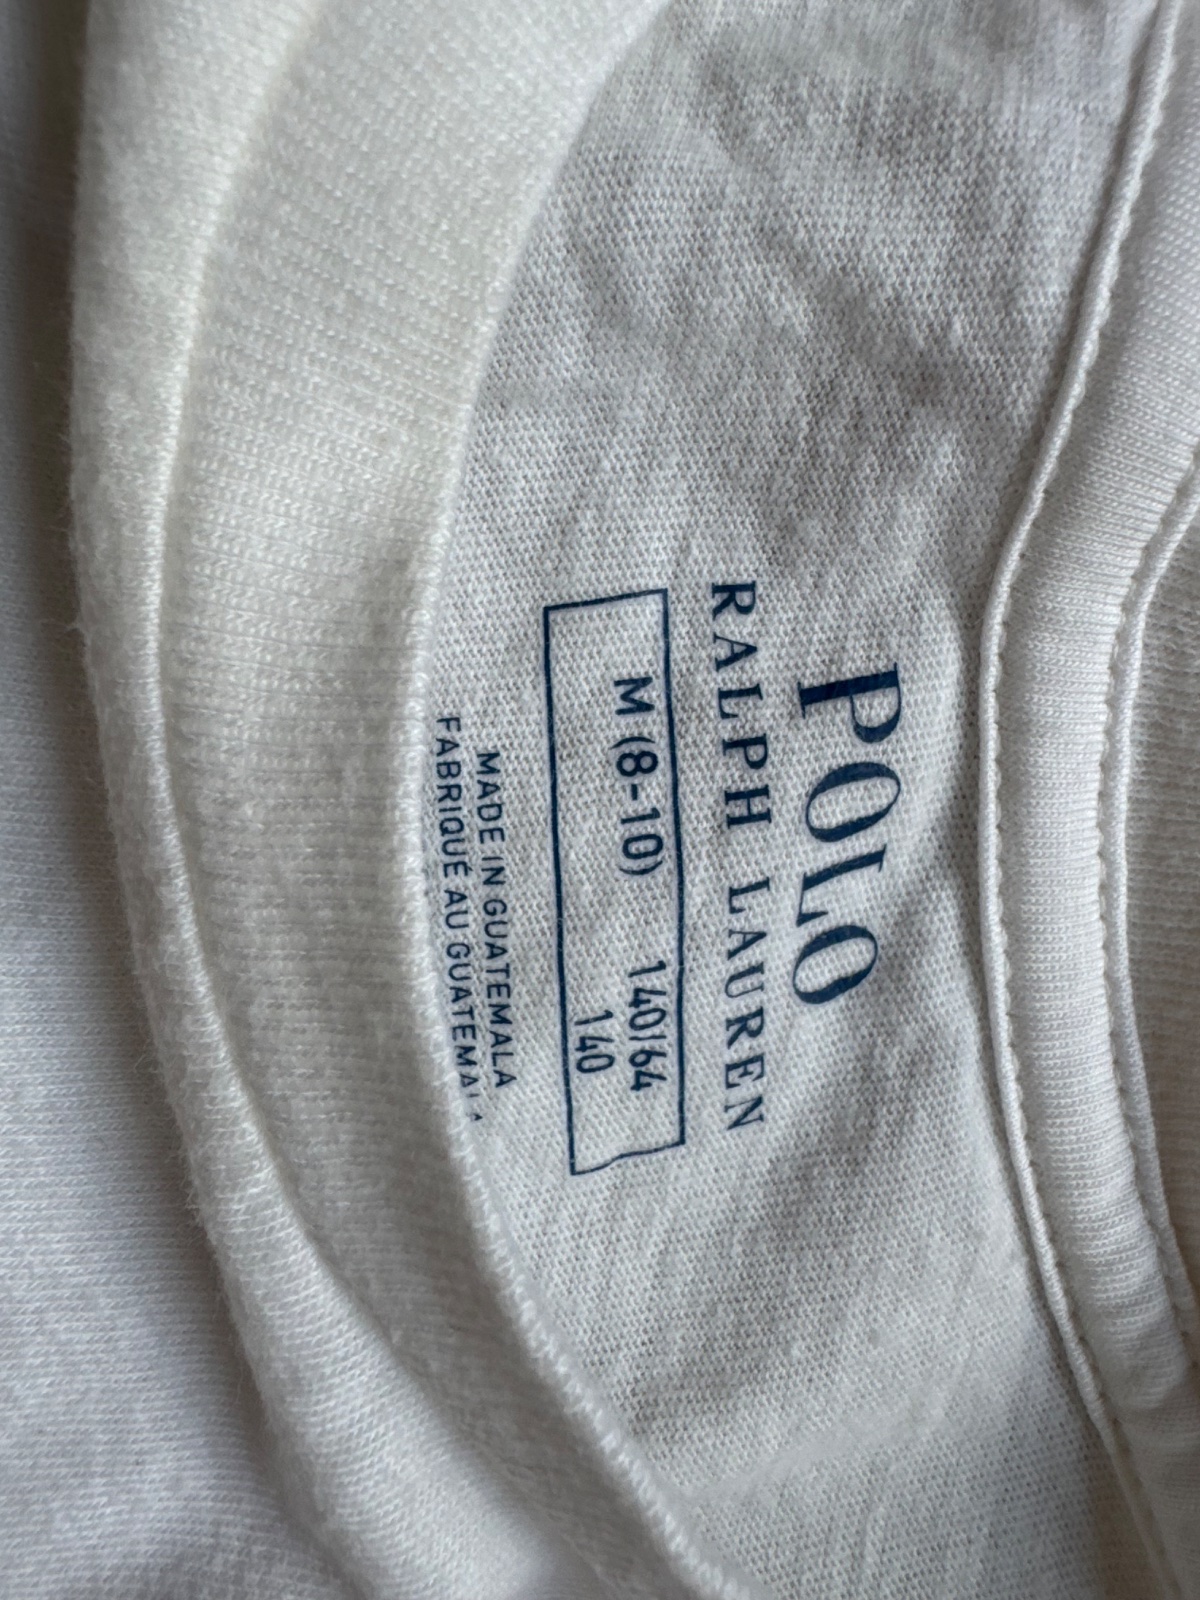 POLO
RALPH LAUREN
M (8-10) 140/64
140
MADE IN GUATEMALA
FABRIQUÉ AU GUATEMALA